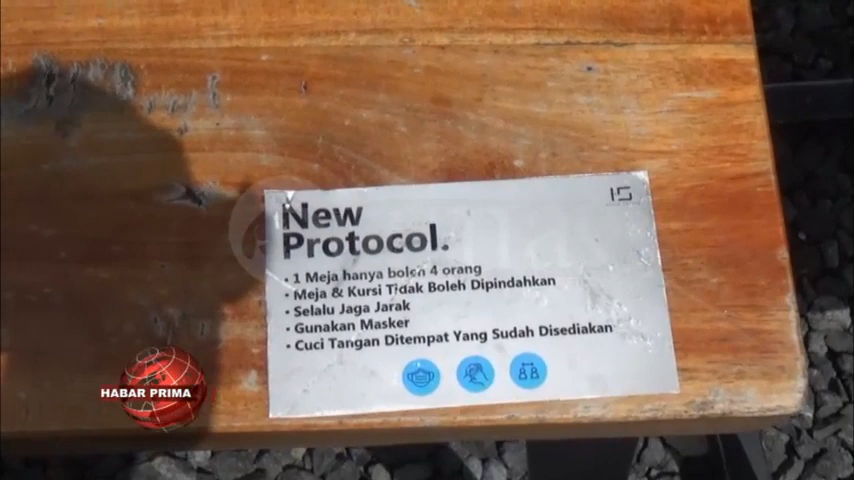 New
Protocol.
• 1 Meja hanya boleh 4 orang
• Meja & Kursi Tidak Boleh Dipindahkan
• Selalu Jaga Jarak
• Gunakan Masker
• Cuci Tangan Ditempat Yang Sudah Disediakan
HABAR PRIMA